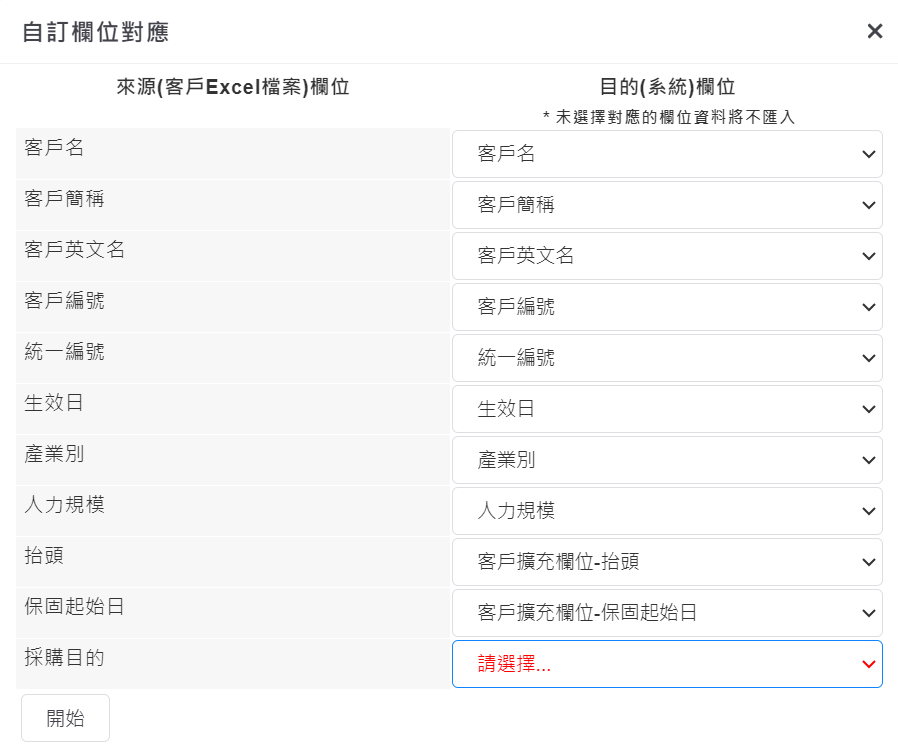 自訂欄位對應
來源(客戶Excel檔案)欄位 目的(系統)欄位
* 未選擇對應的欄位資料將不匯入
客戶名 客戶名
客戶簡稱 客戶簡稱
客戶英文名 客戶英文名
客戶編號 客戶編號
統一編號 統一編號
生效日 生效日
產業別 產業別
人力規模 人力規模
抬頭 客戶擴充欄位-抬頭
保固起始日 客戶擴充欄位-保固起始日
採購目的 請選擇...
開始